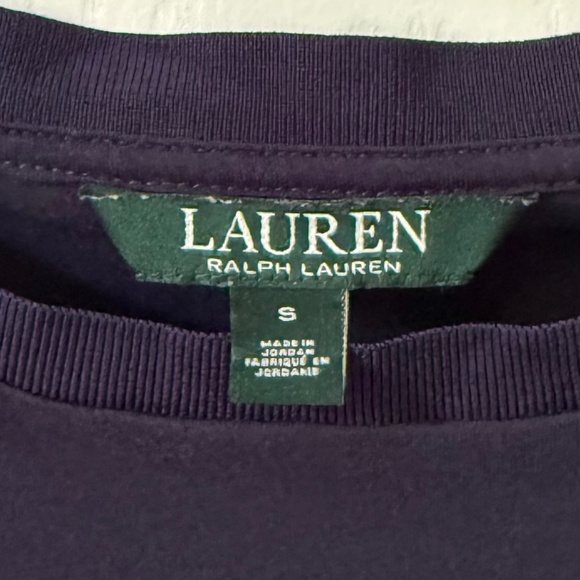 LAUREN
RALPH LAUREN
S
MADE IN
JORDAN
FABRIQUÉ EN
JORDANIE